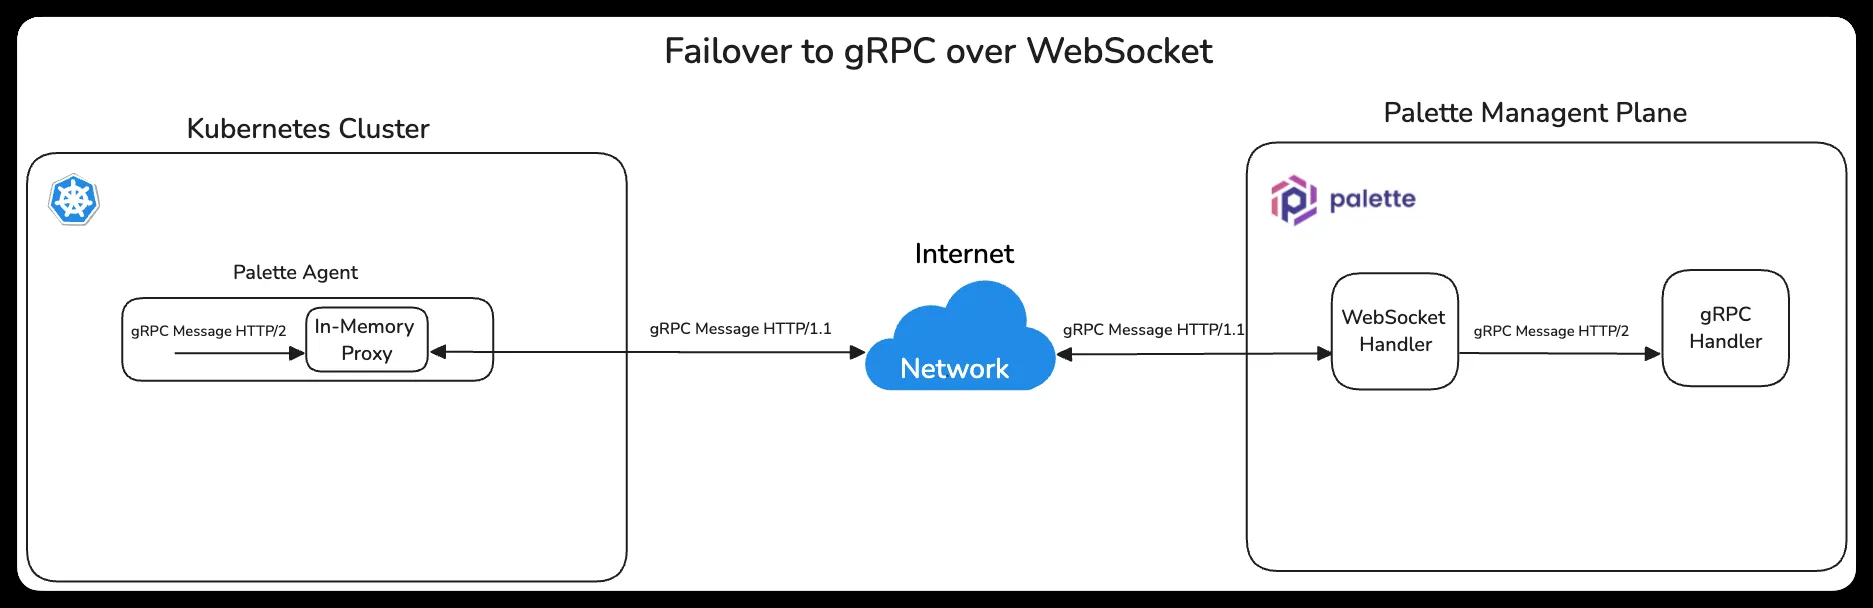 Failover to gRPC over WebSocket
Kubernetes Cluster
Palette Agent
gRPC Message HTTP/2
In-Memory
Proxy
gRPC Message HTTP/1.1
Internet
Network
gRPC Message HTTP/1.1
Palette Managent Plane
palette
WebSocket
Handler
gRPC Message HTTP/2
gRPC
Handler